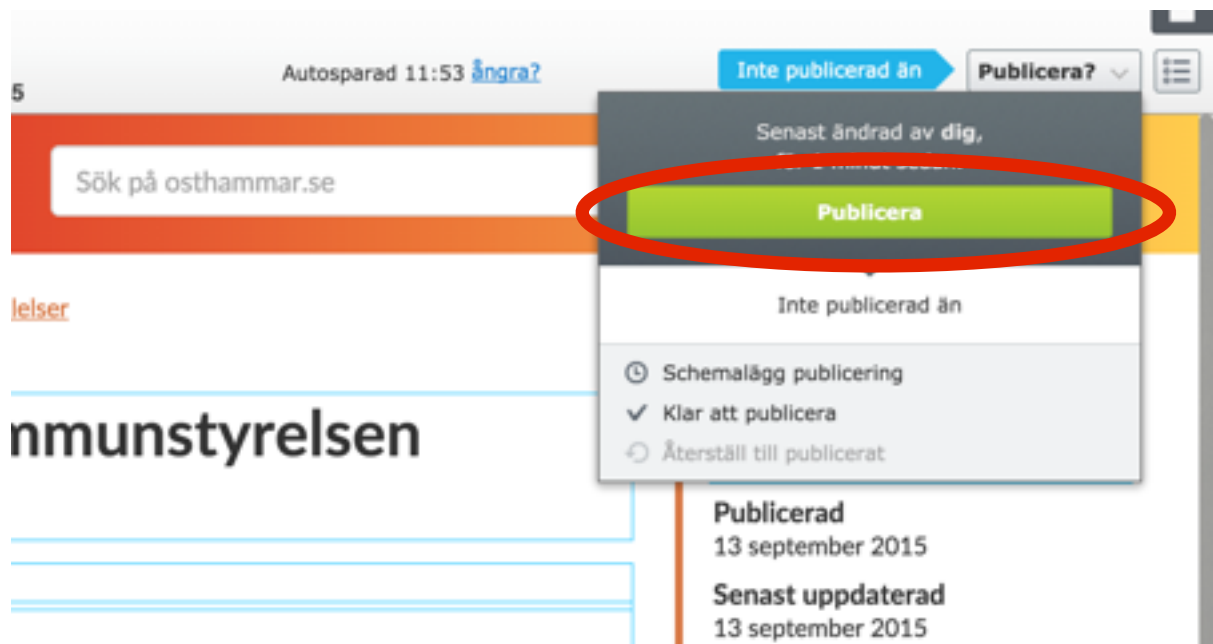 5
Autosparad 11:53 ångra?
Inte publicerad än
Publicera?
Senast ändrad av dig,
Sök på osthammar.se
Publicera
Inte publicerad än
lelser
Schemalägg publicering
Klar att publicera
Återställ till publicerat
mmunstyrelsen
Publicerad
13 september 2015
Senast uppdaterad
13 september 2015